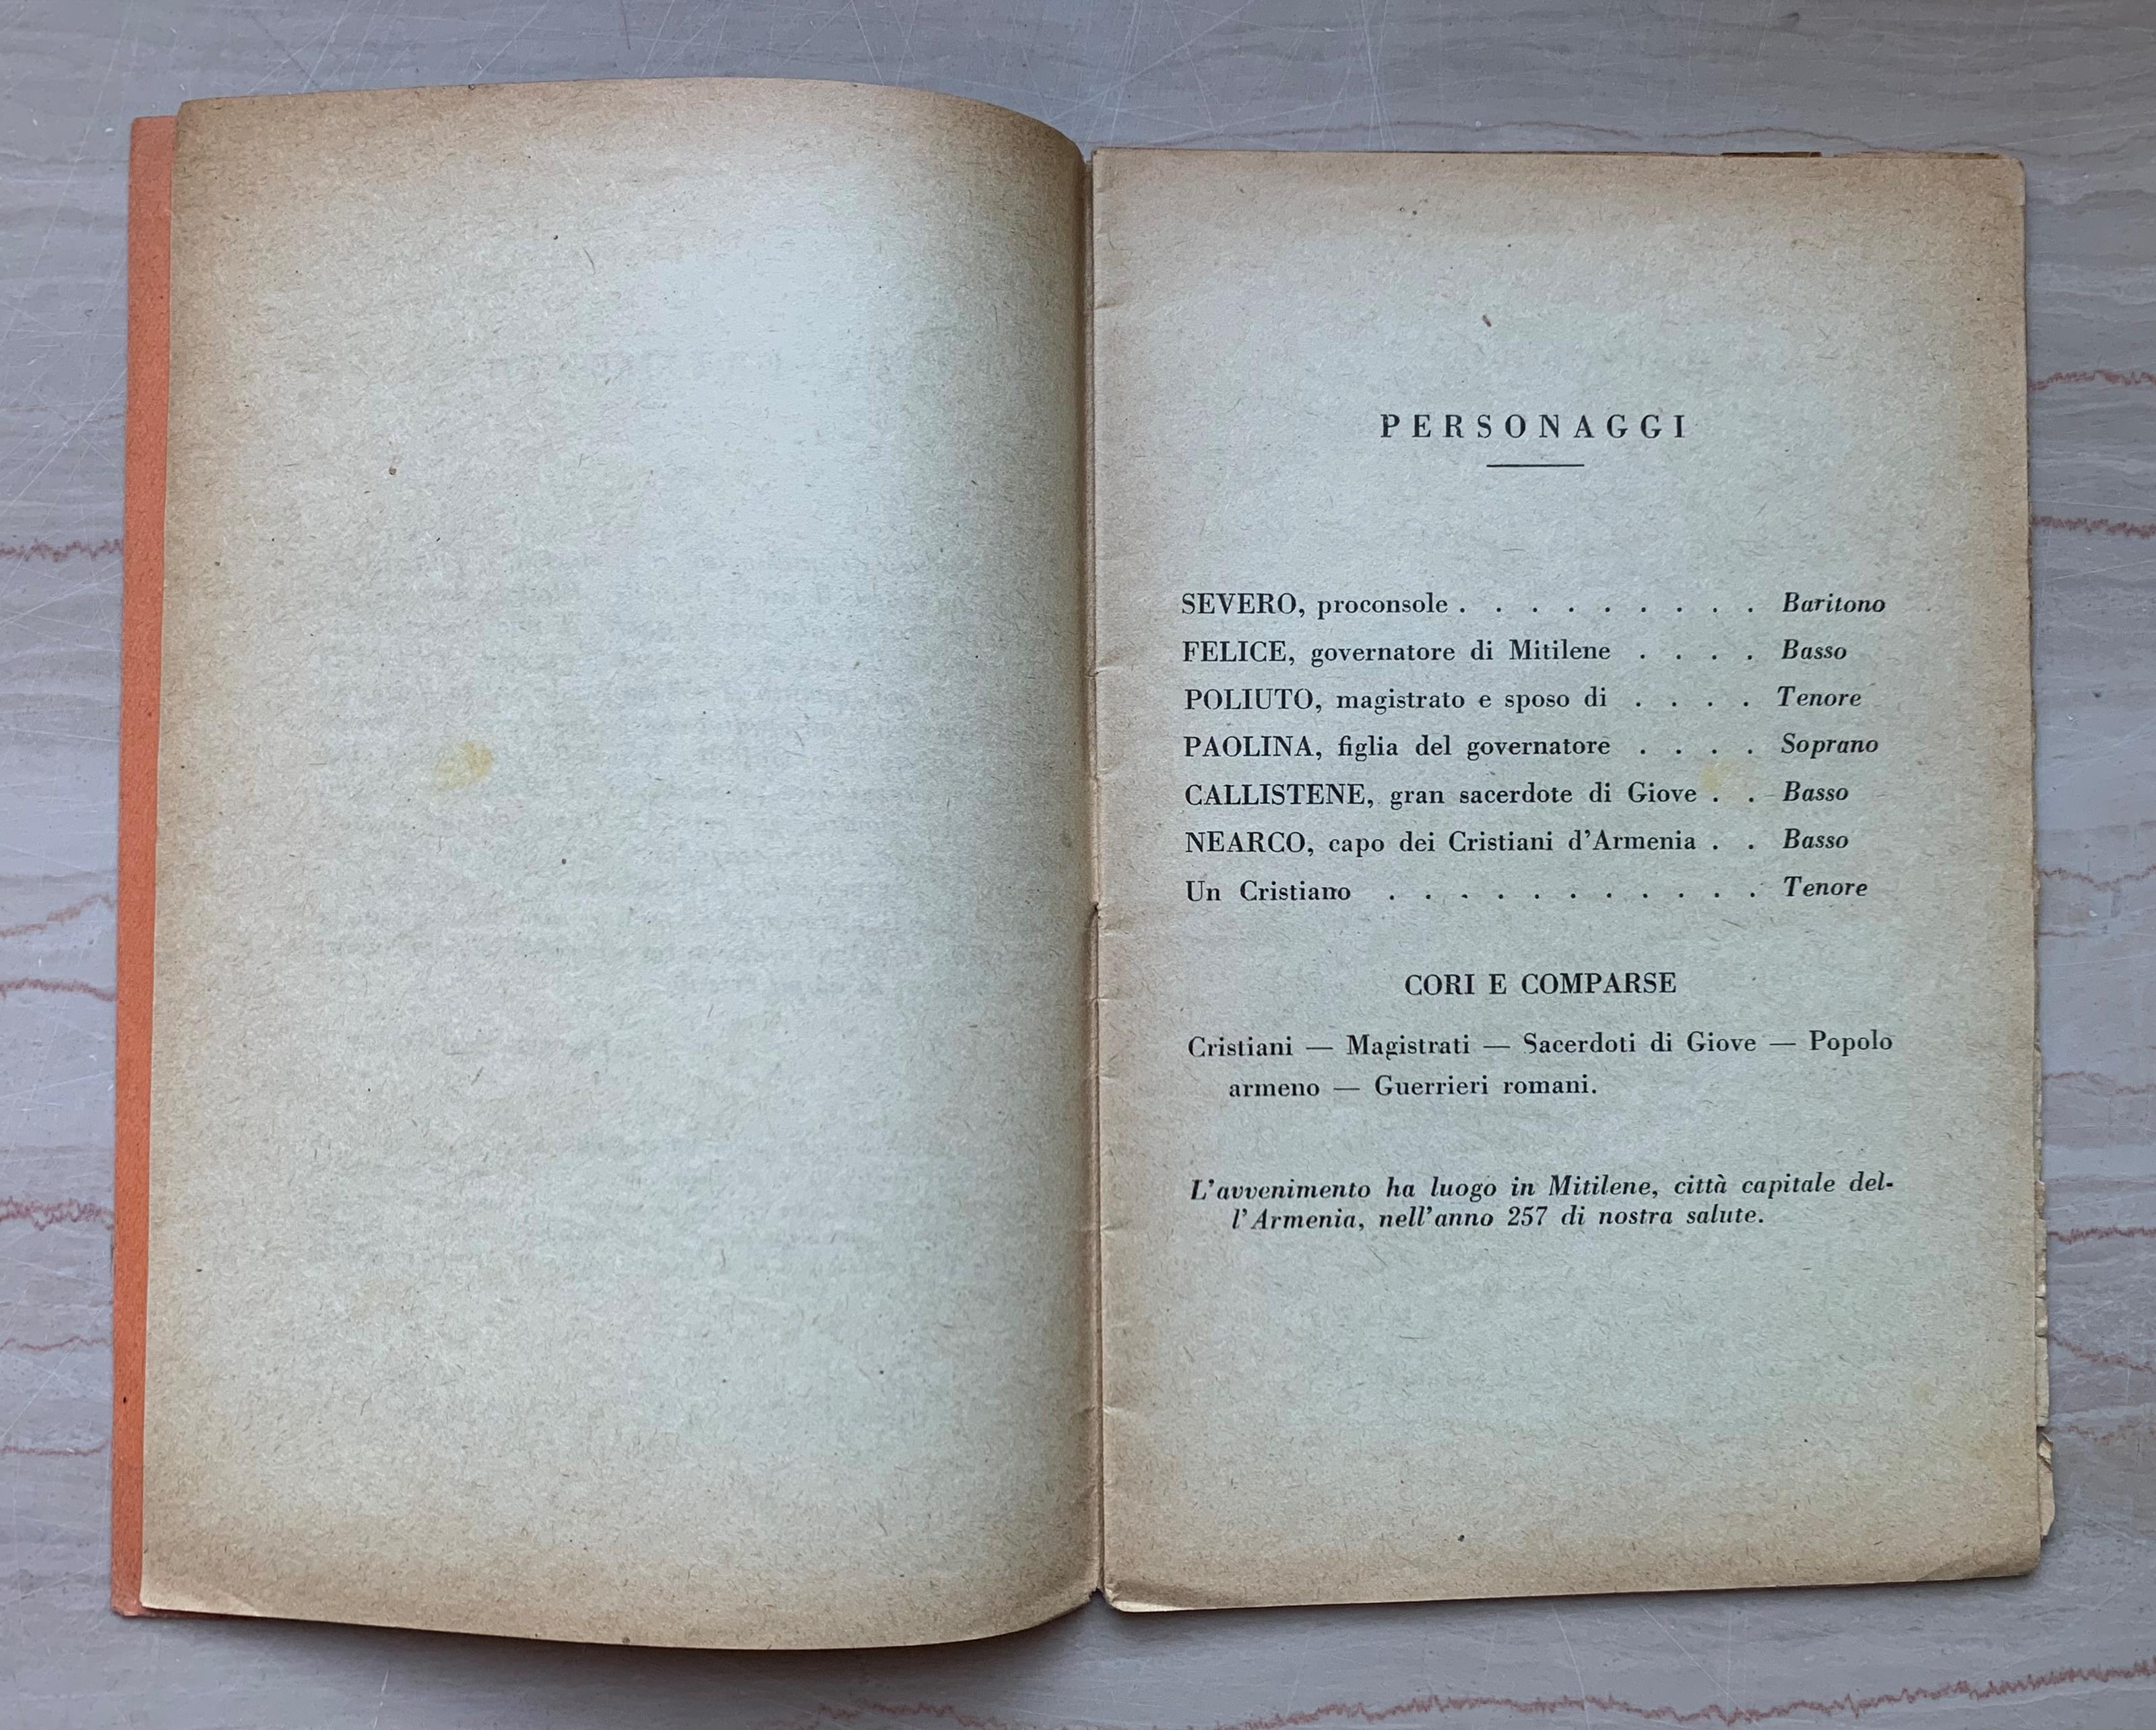 PERSONAGGI
SEVERO, proconsole . . . . . . . . . Baritono
FELICE, governatore di Mitilene . . . . Basso
POLIUTO, magistrato e sposo di . . . . Tenore
PAOLINA, figlia del governatore . . . . Soprano
CALLISTENE, gran sacerdote di Giove . . Basso
NEARCO, capo dei Cristiani d'Armenia . . Basso
Un Cristiano . . . . . . . . . . . Tenore
CORI E COMPARSE
Cristiani — Magistrati — Sacerdoti di Giove — Popolo
armeno — Guerrieri romani.
L'avvenimento ha luogo in Mitilene, città capitale del-
l'Armenia, nell'anno 257 di nostra salute.